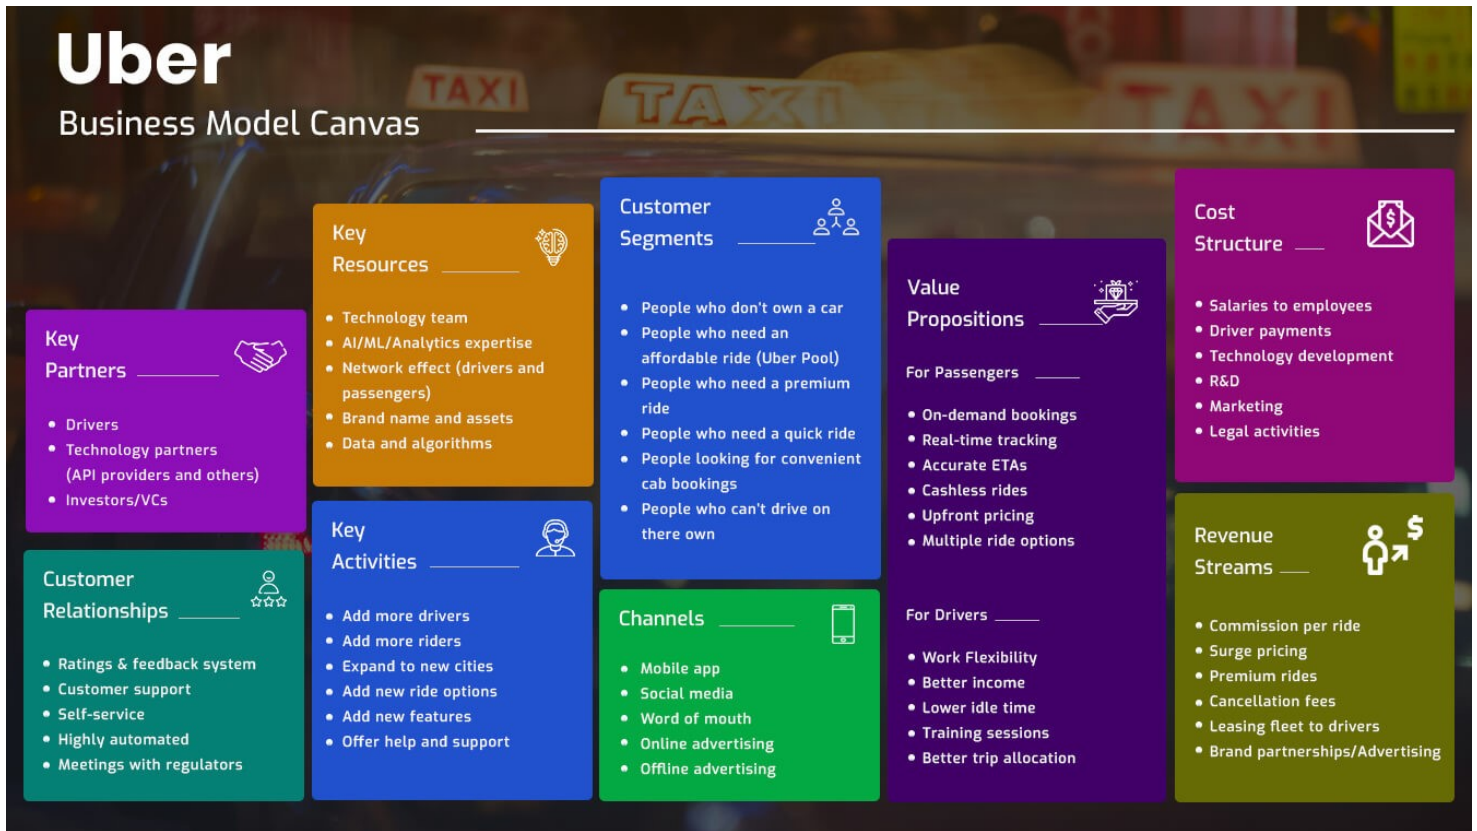 Uber
Business Model Canvas
TAXI
TAXI
TAXI
Key
Partners
• Drivers
• Technology partners
(API providers and others)
• Investors/VCs
Customer
Relationships
• Ratings & feedback system
• Customer support
• Self-service
• Highly automated
• Meetings with regulators
Key
Resources
• Technology team
• AI/ML/Analytics expertise
• Network effect (drivers and
passengers)
• Brand name and assets
• Data and algorithms
Key
Activities
• Add more drivers
• Add more riders
• Expand to new cities
• Add new ride options
• Add new features
• Offer help and support
Customer
Segments
• People who don't own a car
• People who need an
affordable ride (Uber Pool)
• People who need a premium
ride
• People who need a quick ride
• People looking for convenient
cab bookings
• People who can't drive on
there own
Channels
• Mobile app
• Social media
• Word of mouth
• Online advertising
• Offline advertising
Value
Propositions
For Passengers
• On-demand bookings
• Real-time tracking
• Accurate ETAs
• Cashless rides
• Upfront pricing
• Multiple ride options
For Drivers
• Work Flexibility
• Better income
• Lower idle time
• Training sessions
• Better trip allocation
Cost
Structure
$
• Salaries to employees
• Driver payments
• Technology development
• R&D
• Marketing
• Legal activities
Revenue
Streams
$
• Commission per ride
• Surge pricing
• Premium rides
• Cancellation fees
• Leasing fleet to drivers
• Brand partnerships/Advertising